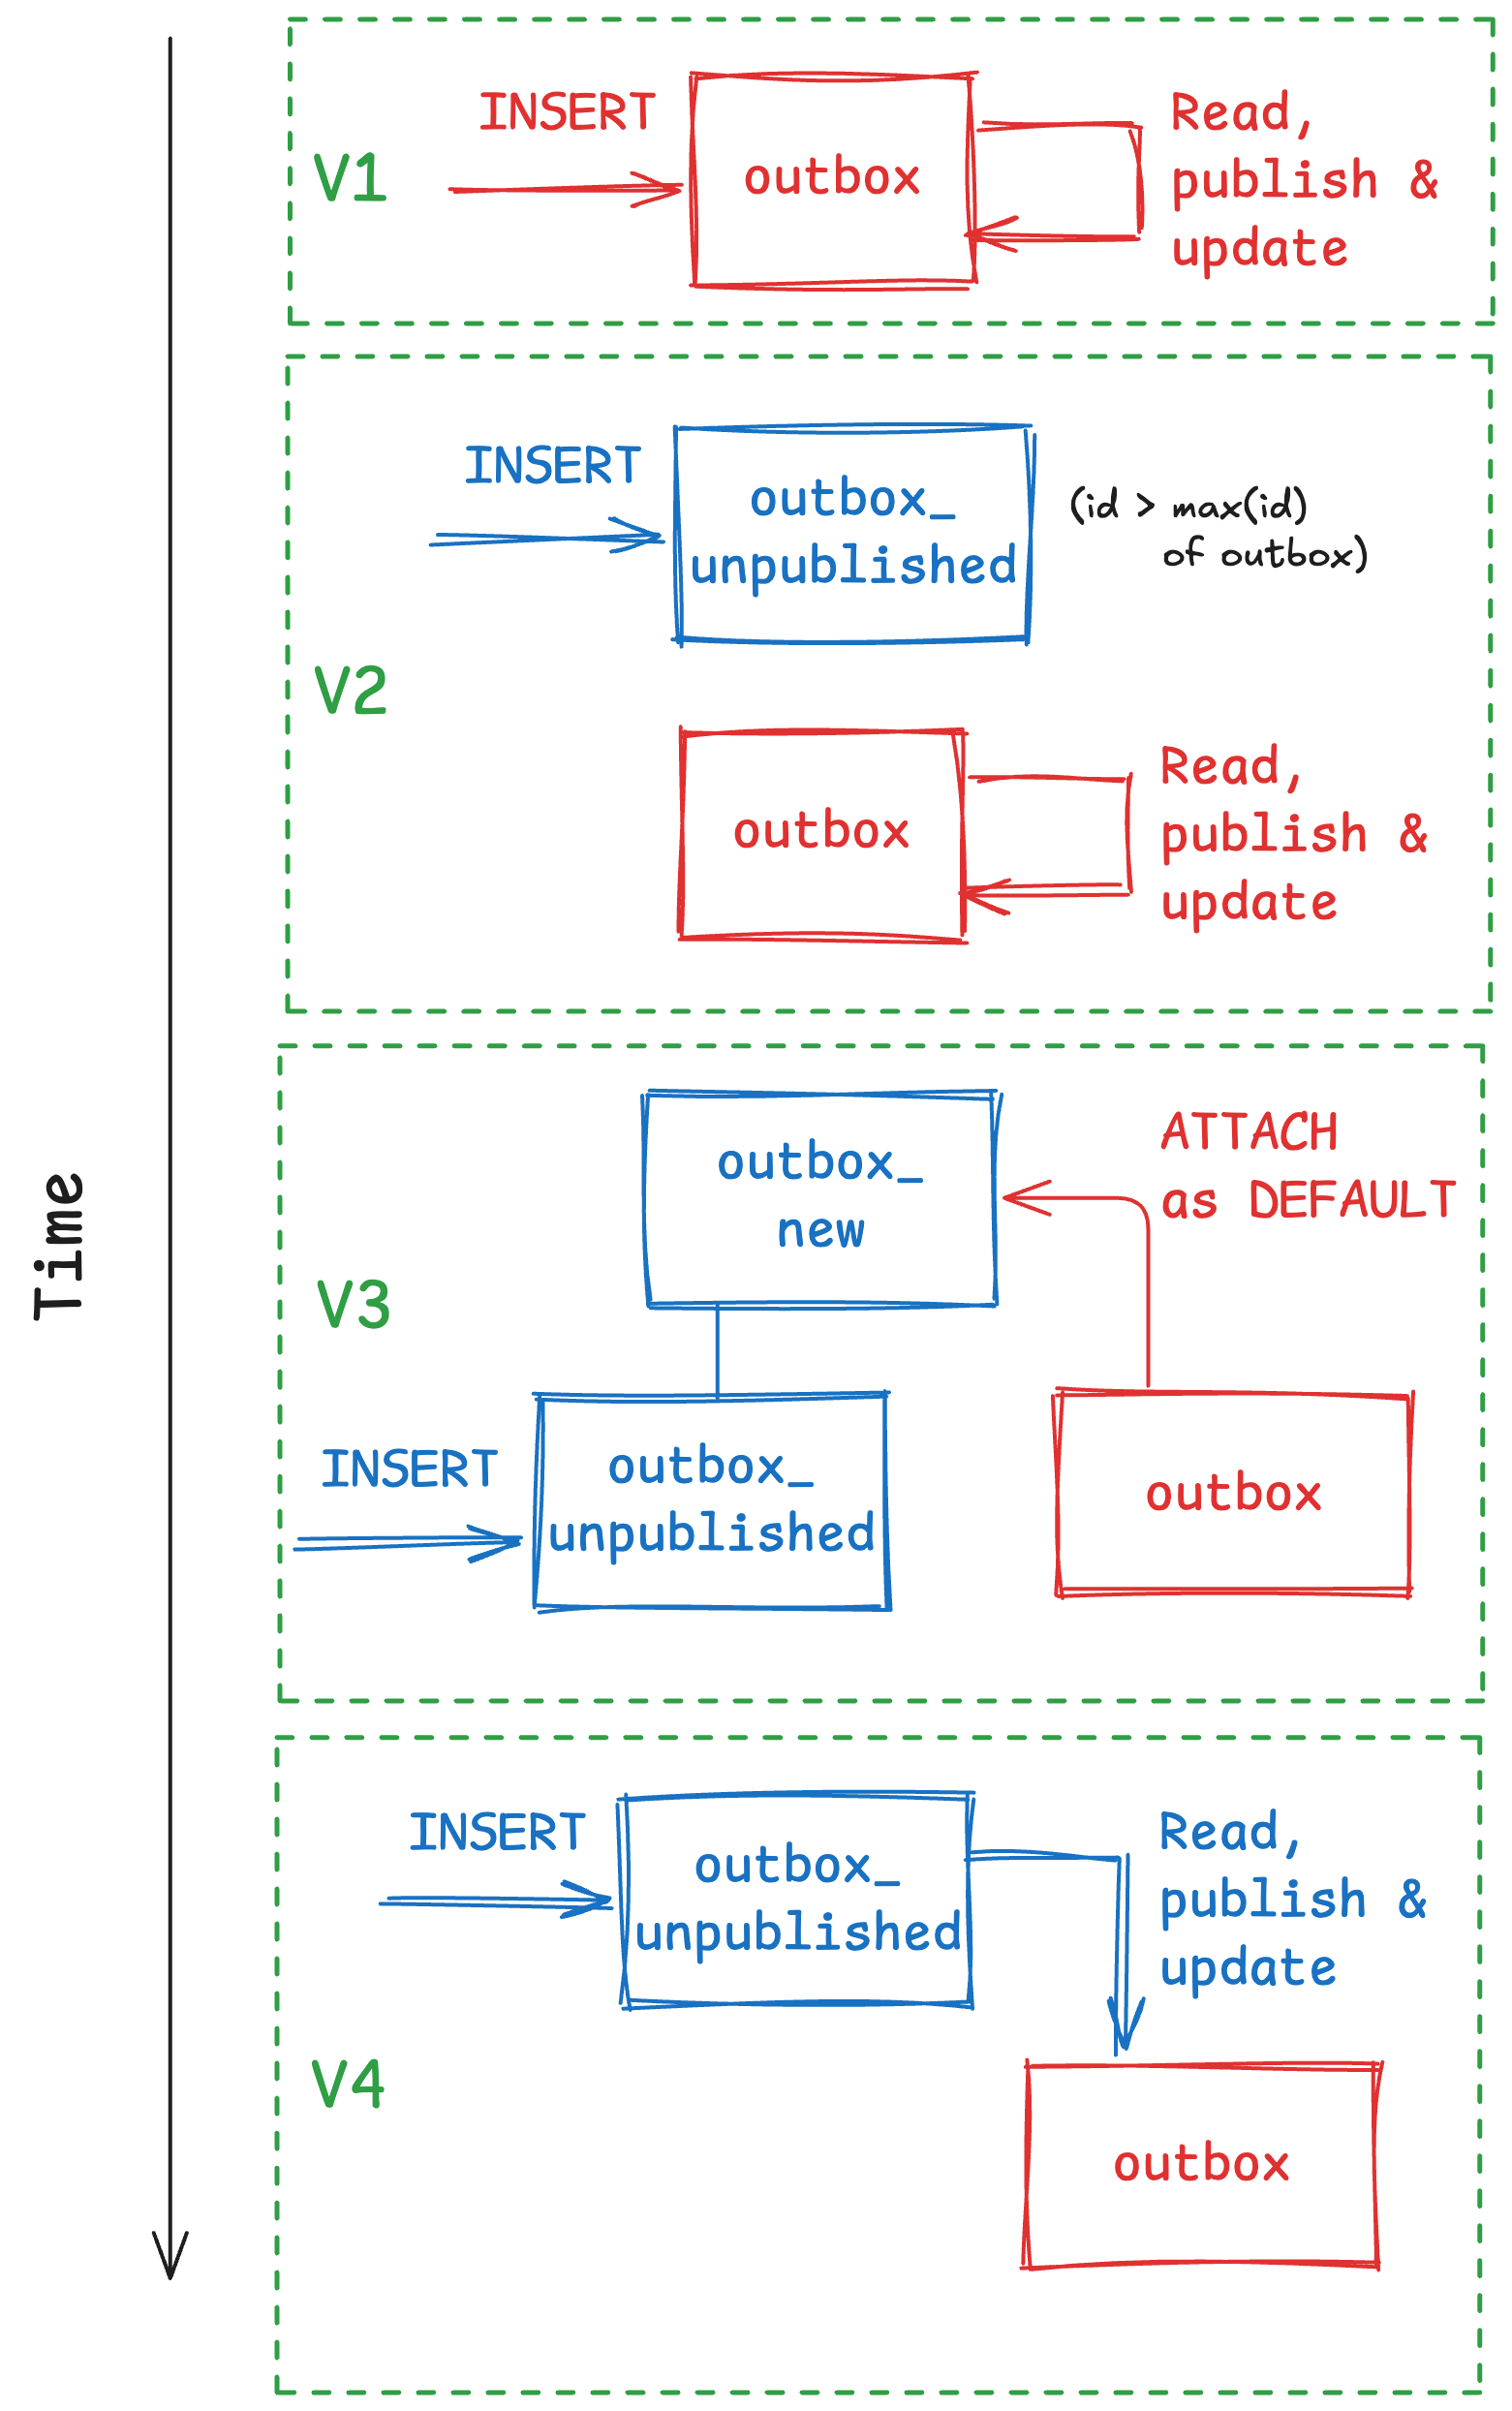 Time
V1
INSERT
outbox
Read,
publish &
update
V2
INSERT
outbox_
unpublished
(id > max(id)
of outbox)
outbox
Read,
publish &
update
V3
outbox_
new
ATTACH
as DEFAULT
INSERT
outbox_
unpublished
outbox
V4
INSERT
outbox_
unpublished
Read,
publish &
update
outbox